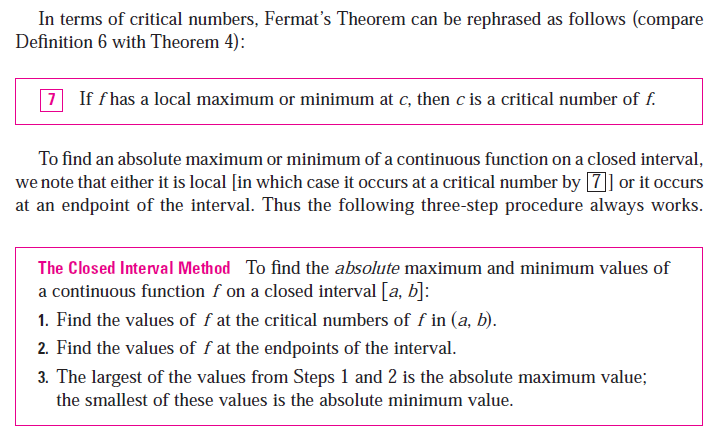 In terms of critical numbers, Fermat's Theorem can be rephrased as follows (compare
Definition 6 with Theorem 4):
7 If f has a local maximum or minimum at c, then c is a critical number of f.
To find an absolute maximum or minimum of a continuous function on a closed interval,
we note that either it is local [in which case it occurs at a critical number by 7] or it occurs
at an endpoint of the interval. Thus the following three-step procedure always works.
The Closed Interval Method To find the absolute maximum and minimum values of
a continuous function f on a closed interval [a, b]:
1. Find the values of f at the critical numbers of f in (a, b).
2. Find the values of f at the endpoints of the interval.
3. The largest of the values from Steps 1 and 2 is the absolute maximum value;
the smallest of these values is the absolute minimum value.